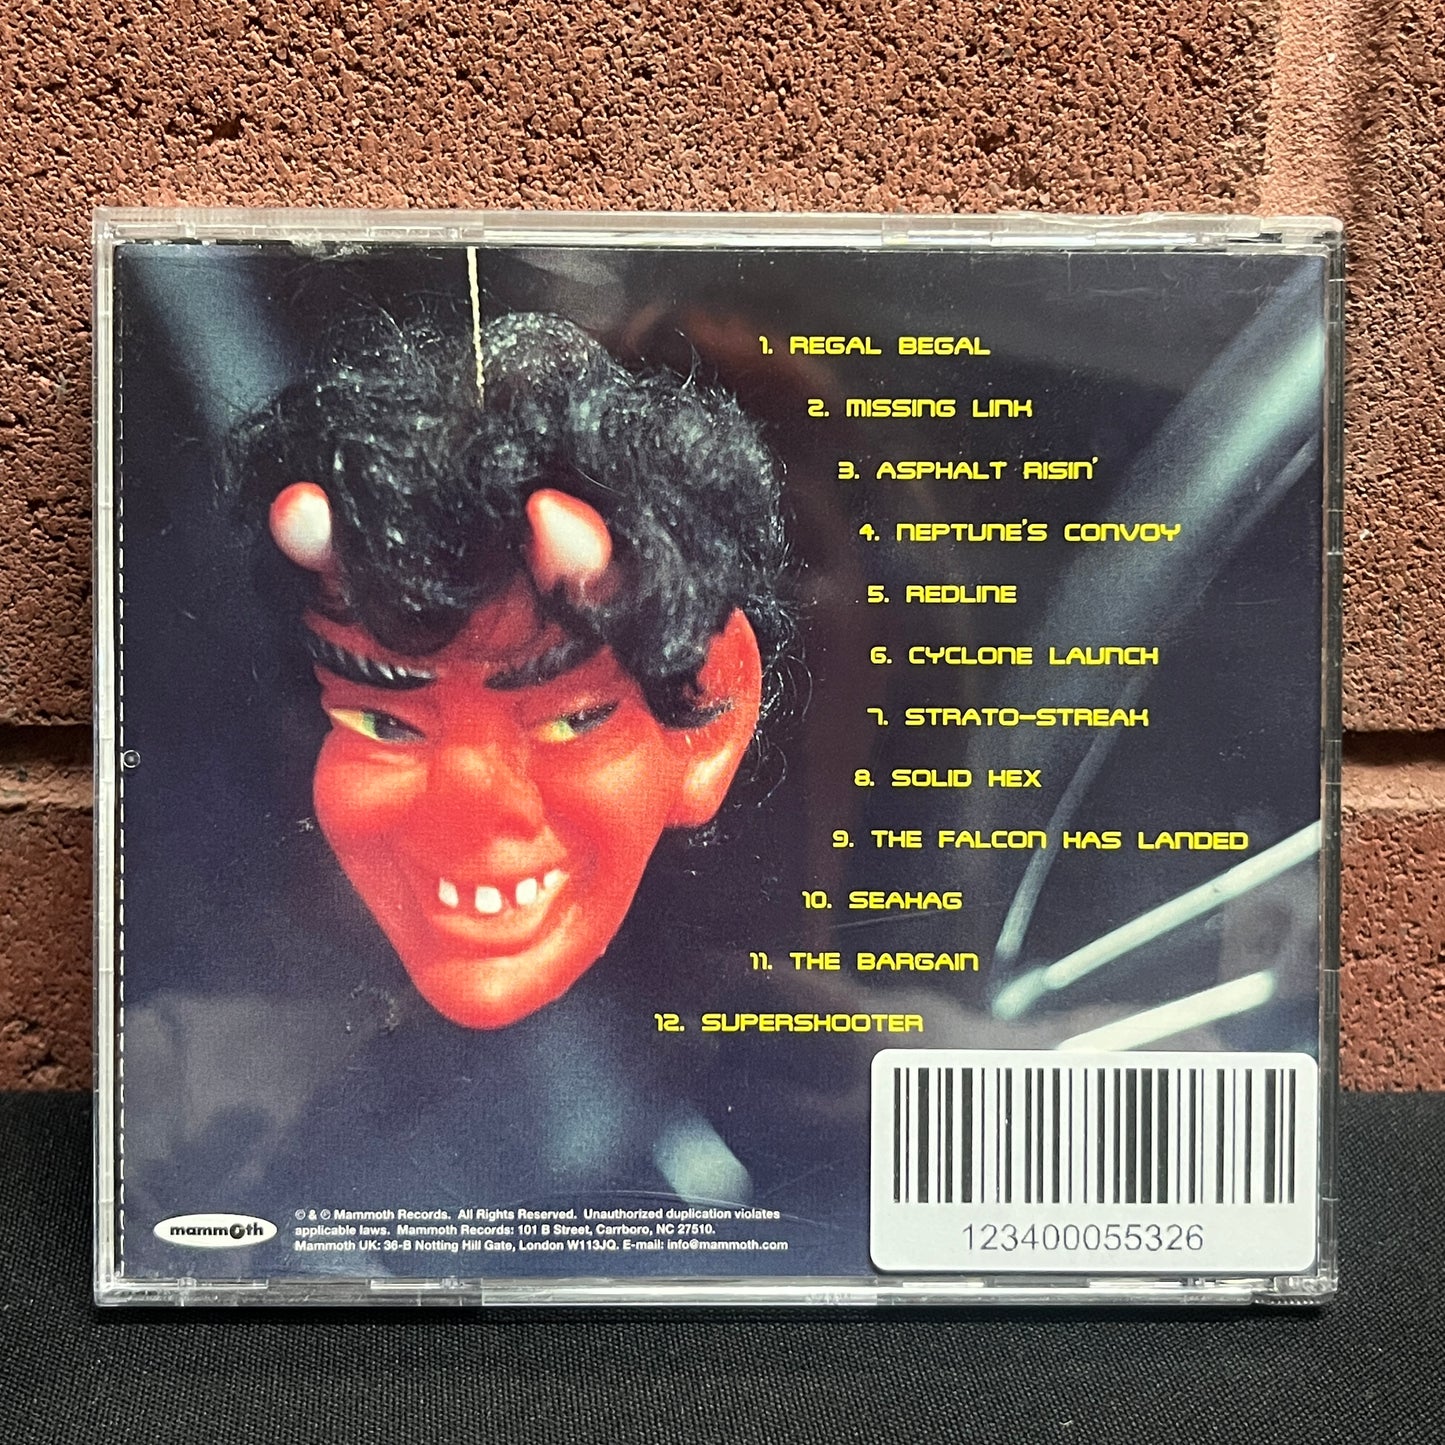 1. REGAL BEGAL
2. MISSING LINK
3. ASPHALT RISIN'
4. NEPTUNE'S CONVOY
5. REDLINE
6. CYCLONE LAUNCH
7. STRATO-STREAK
8. SOLID HEX
9. THE FALCON HAS LANDED
10. SEAHAG
11. THE BARGAIN
12. SUPERSHOOTER
mammoth
© & ℗ Mammoth Records. All Rights Reserved. Unauthorized duplication violates
applicable laws. Mammoth Records: 101 B Street, Carrboro, NC 27510.
Mammoth UK: 36-B Notting Hill Gate, London W113JQ. E-mail: info@mammoth.com
123400055326